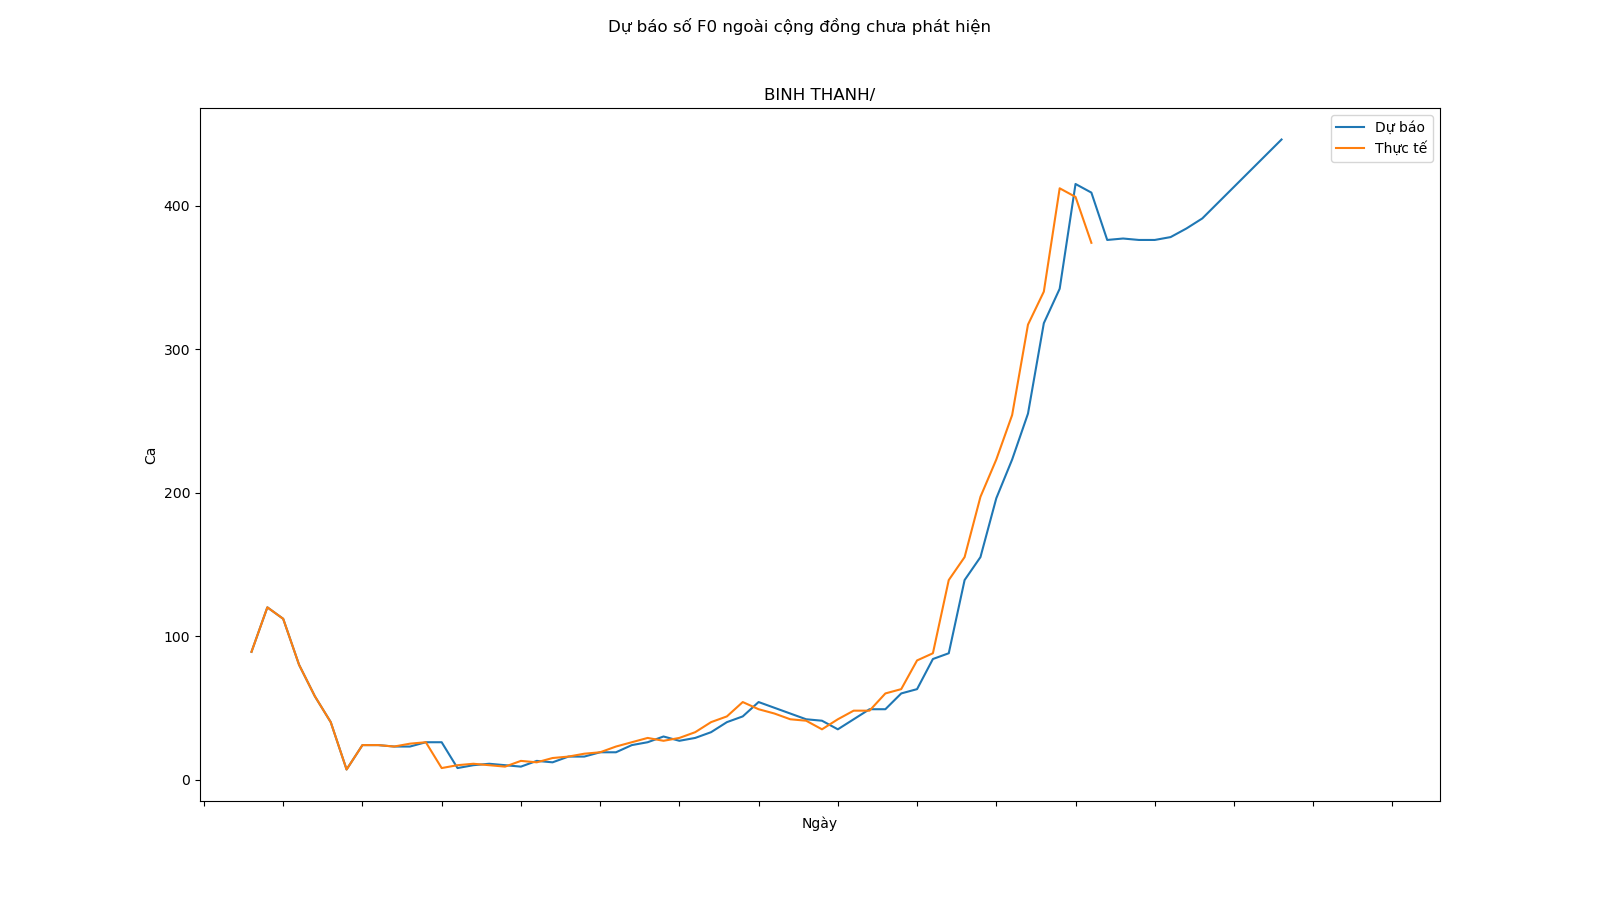 Dự báo số F0 ngoài cộng đồng chưa phát hiện
BINH THANH/
Dự báo
Thực tế
400
300
200
100
0
Ca
Ngày